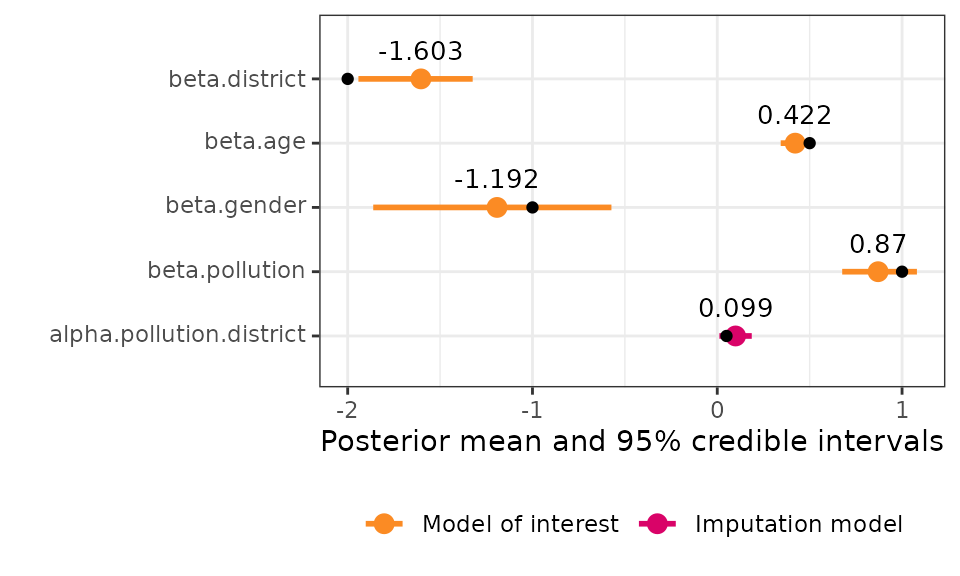 -1.603
beta.district
0.422
beta.age
-1.192
beta.gender
0.87
beta.pollution
0.099
alpha.pollution.district
-2 -1 0 1
Posterior mean and 95% credible intervals
Model of interest Imputation model